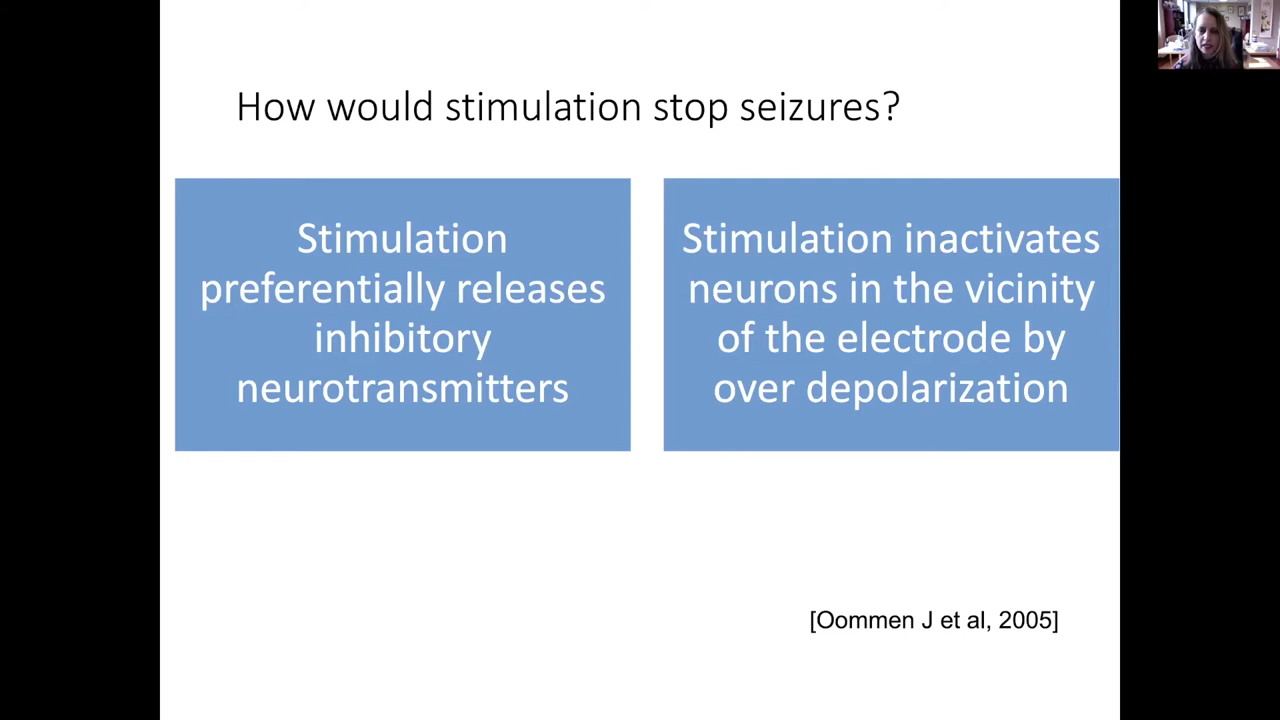 How would stimulation stop seizures?
Stimulation
preferentially releases
inhibitory
neurotransmitters
Stimulation inactivates
neurons in the vicinity
of the electrode by
over depolarization
[Oommen J et al, 2005]